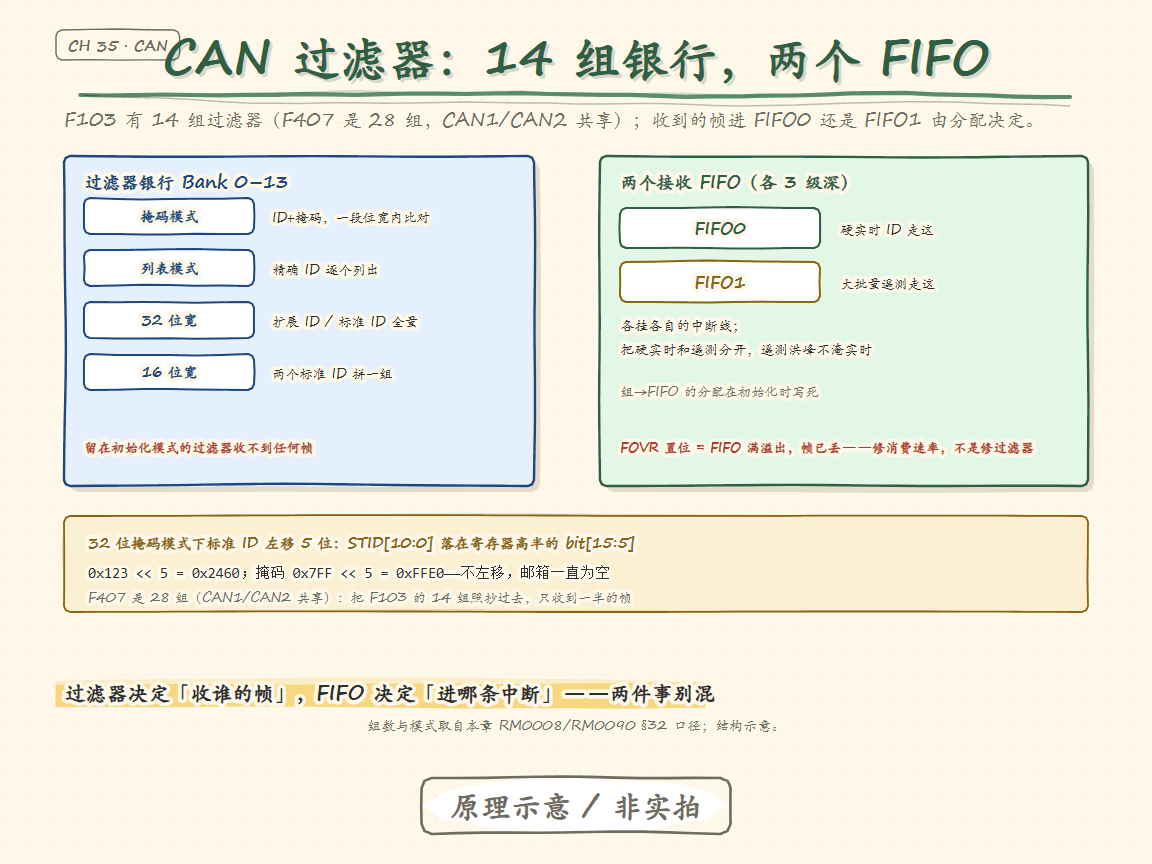 CH 35 · CAN
CAN 过滤器：14 组银行，两个 FIFO
F103 有 14 组过滤器（F407 是 28 组，CAN1/CAN2 共享）；收到的帧进 FIFO0 还是 FIFO1 由分配决定。
过滤器银行 Bank 0–13
掩码模式
ID+掩码，一段位宽内比对
列表模式
精确 ID 逐个列出
32 位宽
扩展 ID / 标准 ID 全量
16 位宽
两个标准 ID 拼一组
留在初始化模式的过滤器收不到任何帧
两个接收 FIFO（各 3 级深）
FIFO0
硬实时 ID 走这
FIFO1
大批量遥测走这
各挂各自的中断线；
把硬实时和遥测分开，遥测洪峰不淹实时
组→FIFO 的分配在初始化时写死
FOVR 置位 = FIFO 满溢出，帧已丢——修消费速率，不是修过滤器
32 位掩码模式下标准 ID 左移 5 位：STID[10:0] 落在寄存器高半的 bit[15:5]
0x123 << 5 = 0x2460；掩码 0x7FF << 5 = 0xFFE0——不左移，邮箱一直为空
F407 是 28 组（CAN1/CAN2 共享）：把 F103 的 14 组照抄过去，只收到一半的帧
过滤器决定「收谁的帧」，FIFO 决定「进哪条中断」——两件事别混
组数与模式取自本章 RM0008/RM0090 §32 口径；结构示意。
原理示意 / 非实拍